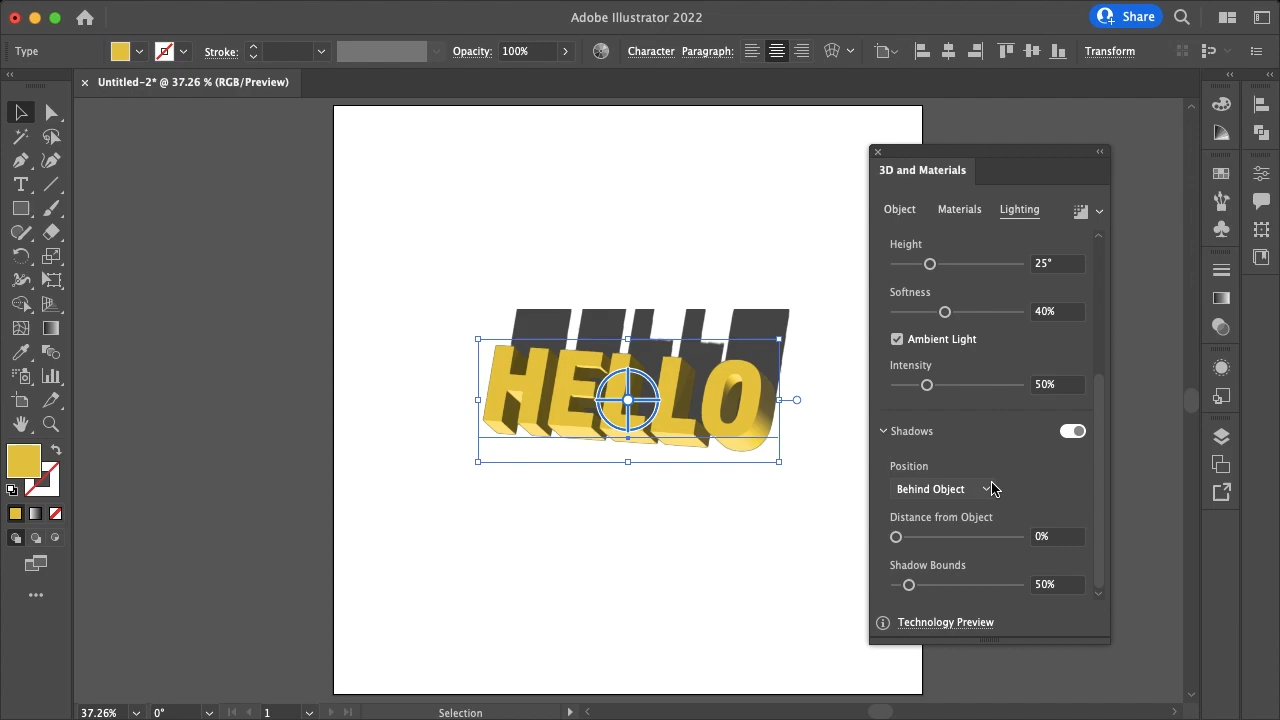 Adobe Illustrator 2022
Share
Type
Stroke:
Opacity:
100%
Character
Paragraph:
Transform
× Untitled-2* @ 37.26 % (RGB/Preview)
3D and Materials
Object
Materials
Lighting
Height
25°
Softness
40%
Ambient Light
Intensity
50%
Shadows
Position
Behind Object
Distance from Object
0%
Shadow Bounds
50%
Technology Preview
HELLO
37.26%
0°
1
Selection